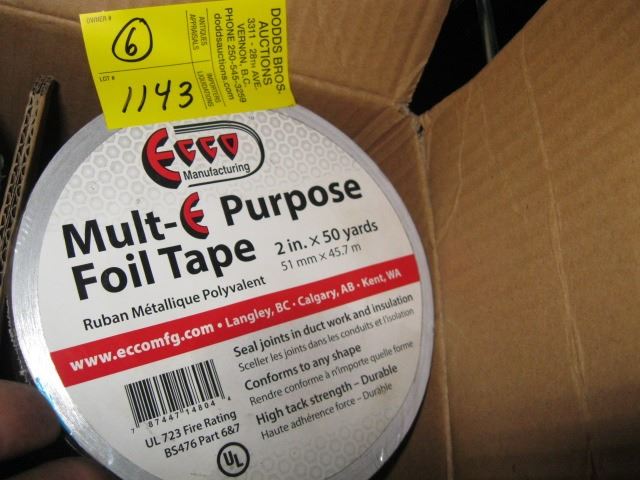 OWNER #
6
LOT #
1143
ANTIQUES
APPRAISALS
IMPORTERS
LIQUIDATORS
DODDS BROS.
AUCTIONS
3311 - 28TH AVE.
VERNON, B.C.
PHONE 250-545-3259
doddsauctions.com
Ecco
Manufacturing
Mult-E Purpose
Foil Tape
2 in. x 50 yards
51 mm x 45.7 m
Ruban Métallique Polyvalent
www.eccomfg.com • Langley, BC • Calgary, AB • Kent, WA
Seal joints in duct work and insulation
Sceller les joints dans les conduits et l'isolation
Conforms to any shape
Rendre conforme à n'importe quelle forme
High tack strength – Durable
Haute adhérence force – Durable
7 87447 14804 4
UL 723 Fire Rating
BS476 Part 6&7
UL